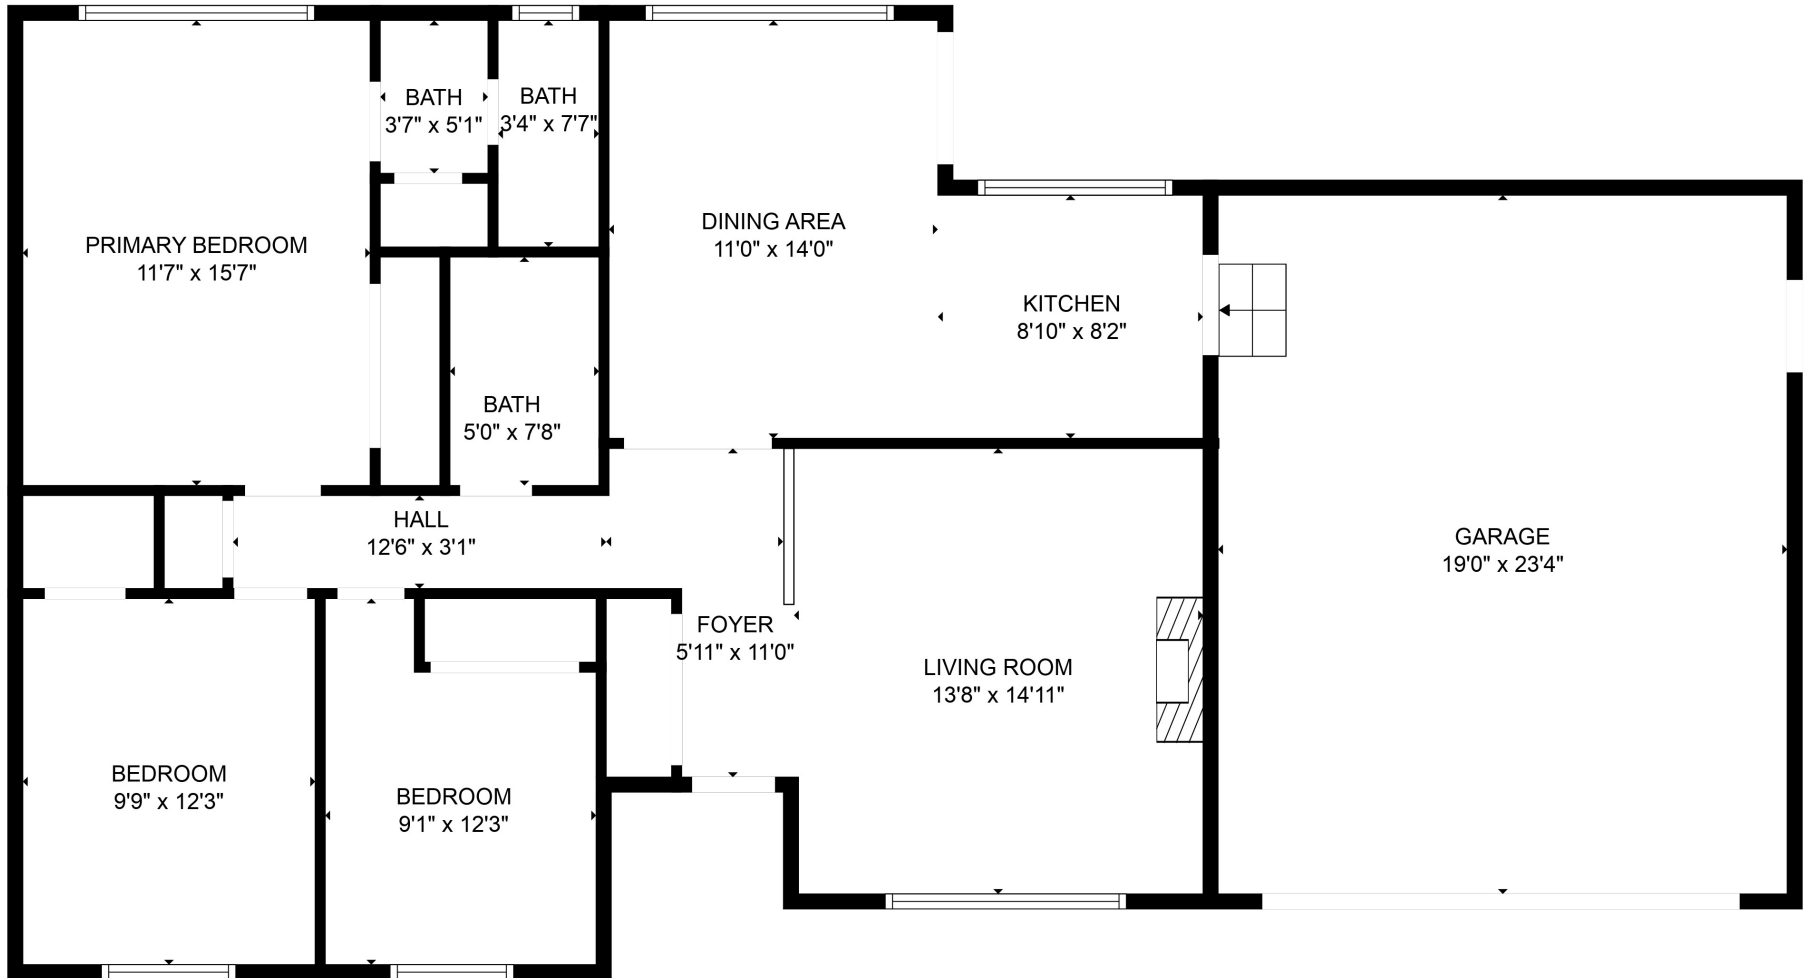 BATH
3'7" x 5'1"
BATH
3'4" x 7'7"
PRIMARY BEDROOM
11'7" x 15'7"
DINING AREA
11'0" x 14'0"
KITCHEN
8'10" x 8'2"
BATH
5'0" x 7'8"
HALL
12'6" x 3'1"
GARAGE
19'0" x 23'4"
FOYER
5'11" x 11'0"
LIVING ROOM
13'8" x 14'11"
BEDROOM
9'9" x 12'3"
BEDROOM
9'1" x 12'3"